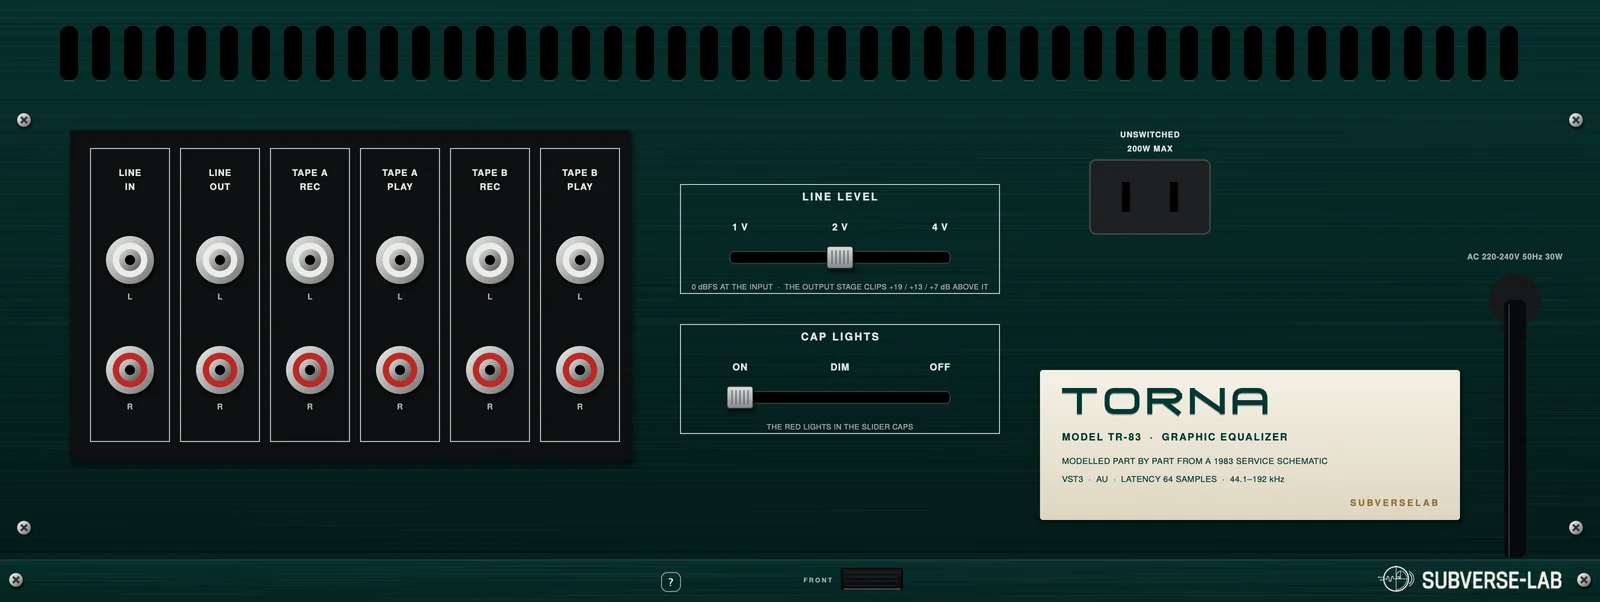 LINE
IN
L
R
LINE
OUT
L
R
TAPE A
REC
L
R
TAPE A
PLAY
L
R
TAPE B
REC
L
R
TAPE B
PLAY
L
R
LINE LEVEL
1 V 2 V 4 V
0 dBFS AT THE INPUT · THE OUTPUT STAGE CLIPS +19 / +13 / +7 dB ABOVE IT
CAP LIGHTS
ON DIM OFF
THE RED LIGHTS IN THE SLIDER CAPS
UNSWITCHED
200W MAX
AC 220-240V 50Hz 30W
TORNA
MODEL TR-83 · GRAPHIC EQUALIZER
MODELLED PART BY PART FROM A 1983 SERVICE SCHEMATIC
VST3 · AU · LATENCY 64 SAMPLES · 44.1–192 kHz
SUBVERSELAB
?
FRONT
SUBVERSE-LAB